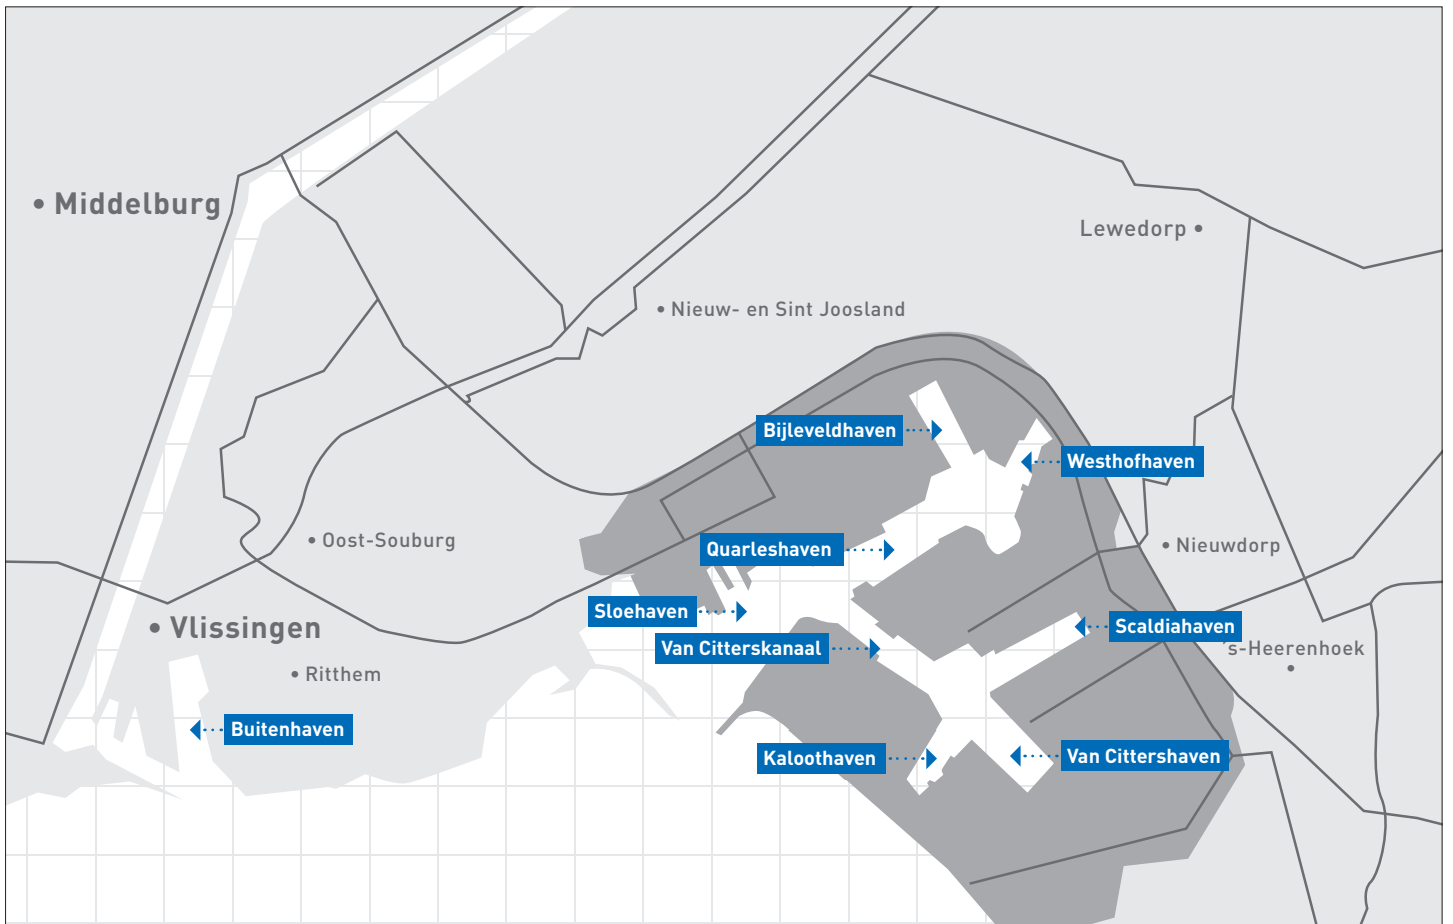 Middelburg
Lewedorp
Nieuw- en Sint Joosland
Bijleveldhaven
Westhofhaven
Oost-Souburg
Quarleshaven
Nieuwdorp
Sloehaven
Vlissingen
Scaldiahaven
Van Citterskanaal
's-Heerenhoek
Ritthem
Buitenhaven
Kaloothaven
Van Cittershaven